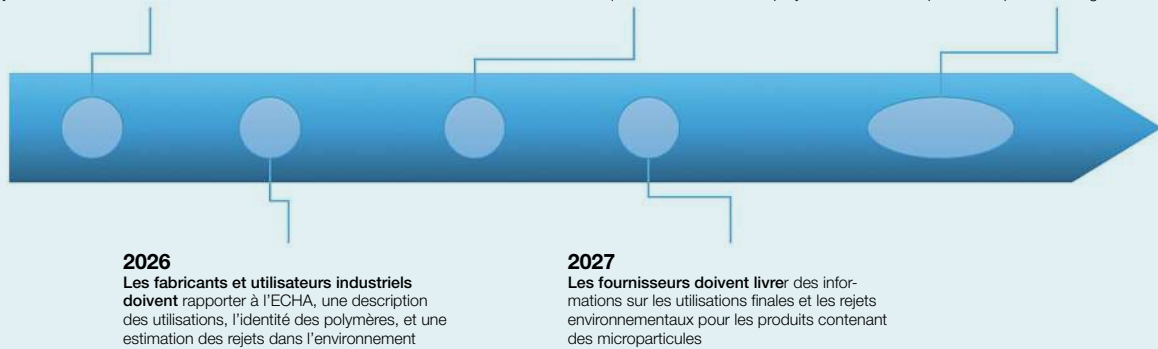 2026
Les fabricants et utilisateurs industriels
doivent rapporter à l'ECHA, une description
des utilisations, l'identité des polymères, et une
estimation des rejets dans l'environnement
2027
Les fournisseurs doivent livrer des infor-
mations sur les utilisations finales et les rejets
environnementaux pour les produits contenant
des microparticules